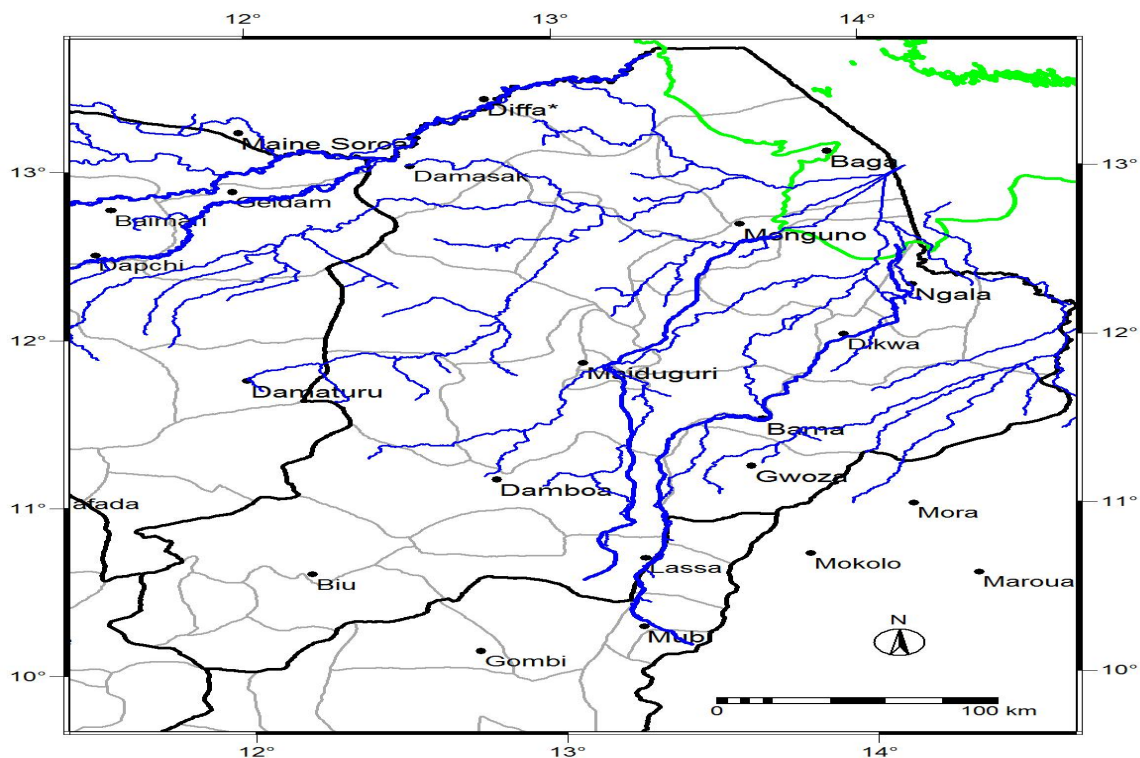 12° 13° 14°
Diffa*
Maine Soroa
13° Baga 13°
Damasak
Geidam
Baimari
Monguno
Dapchi
Ngala
12° Dikwa 12°
Maiduguri
Damaturu
Bama
Gwoza
Damboa
11° afada Mora 11°
Lassa Mokolo
Biu Maroua
N
Mubi
Gombi
10° 10°
0 100 km
12° 13° 14°